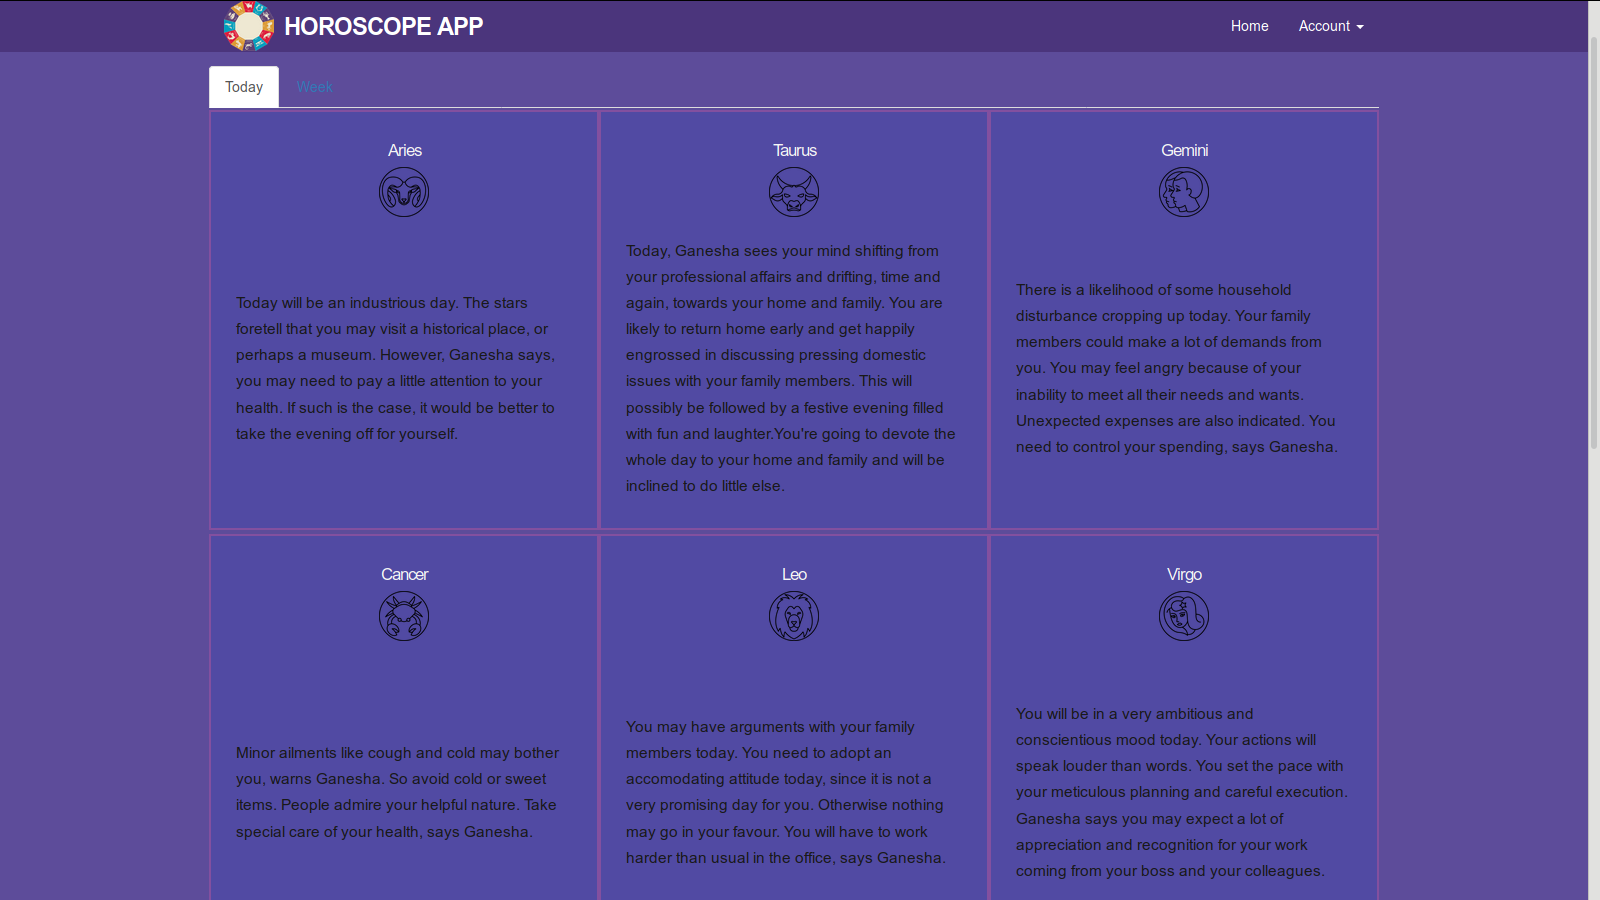 HOROSCOPE APP
Home
Account
Today
Week
Aries
Today will be an industrious day. The stars
foretell that you may visit a historical place, or
perhaps a museum. However, Ganesha says,
you may need to pay a little attention to your
health. If such is the case, it would be better to
take the evening off for yourself.
Taurus
Today, Ganesha sees your mind shifting from
your professional affairs and drifting, time and
again, towards your home and family. You are
likely to return home early and get happily
engrossed in discussing pressing domestic
issues with your family members. This will
possibly be followed by a festive evening filled
with fun and laughter.You're going to devote the
whole day to your home and family and will be
inclined to do little else.
Gemini
There is a likelihood of some household
disturbance cropping up today. Your family
members could make a lot of demands from
you. You may feel angry because of your
inability to meet all their needs and wants.
Unexpected expenses are also indicated. You
need to control your spending, says Ganesha.
Cancer
Minor ailments like cough and cold may bother
you, warns Ganesha. So avoid cold or sweet
items. People admire your helpful nature. Take
special care of your health, says Ganesha.
Leo
You may have arguments with your family
members today. You need to adopt an
accomodating attitude today, since it is not a
very promising day for you. Otherwise nothing
may go in your favour. You will have to work
harder than usual in the office, says Ganesha.
Virgo
You will be in a very ambitious and
conscientious mood today. Your actions will
speak louder than words. You set the pace with
your meticulous planning and careful execution.
Ganesha says you may expect a lot of
appreciation and recognition for your work
coming from your boss and your colleagues.